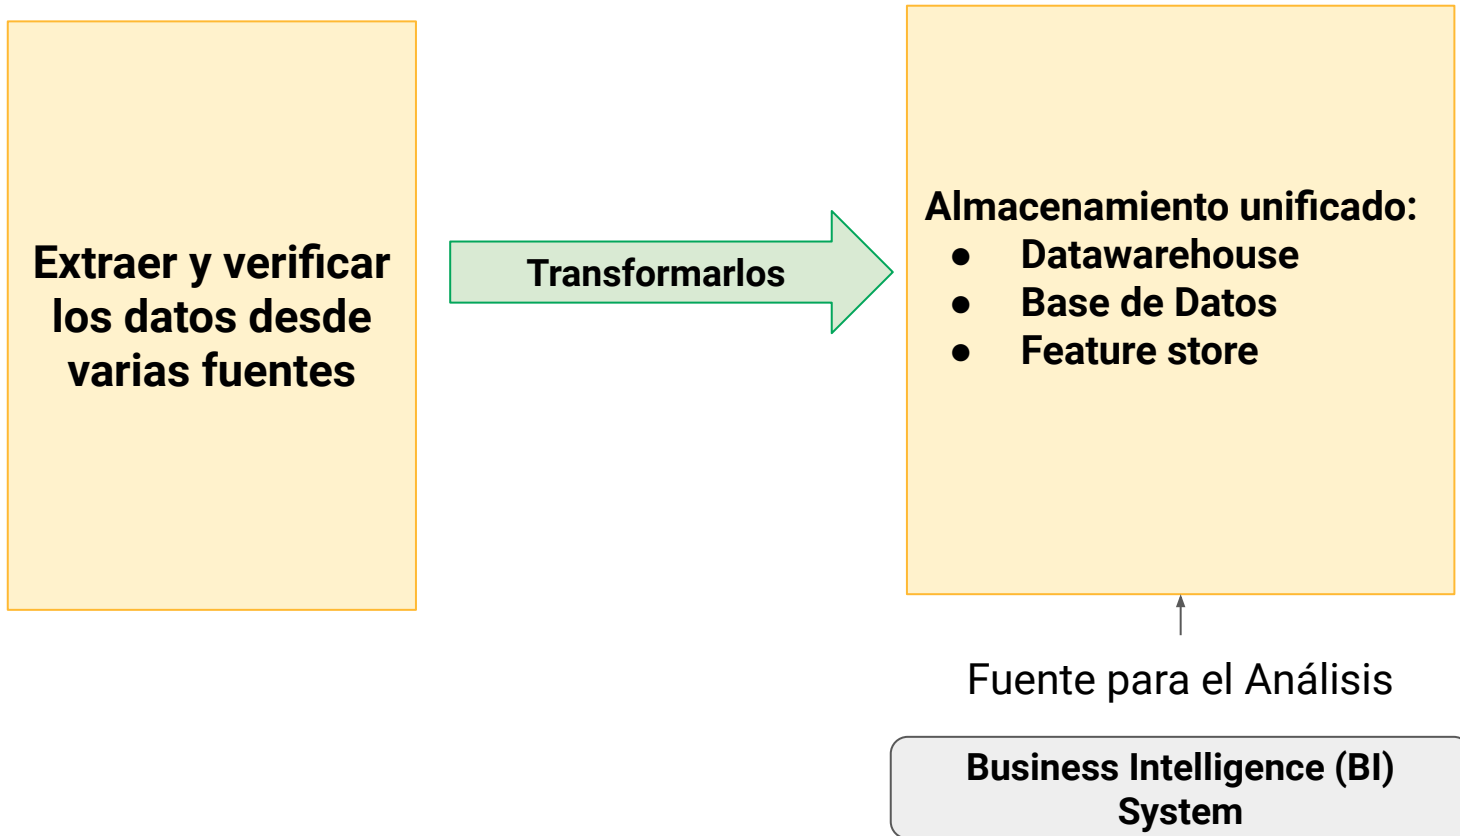 Extraer y verificar
los datos desde
varias fuentes
Transformarlos
Almacenamiento unificado:
● Datawarehouse
● Base de Datos
● Feature store
Fuente para el Análisis
Business Intelligence (BI)
System